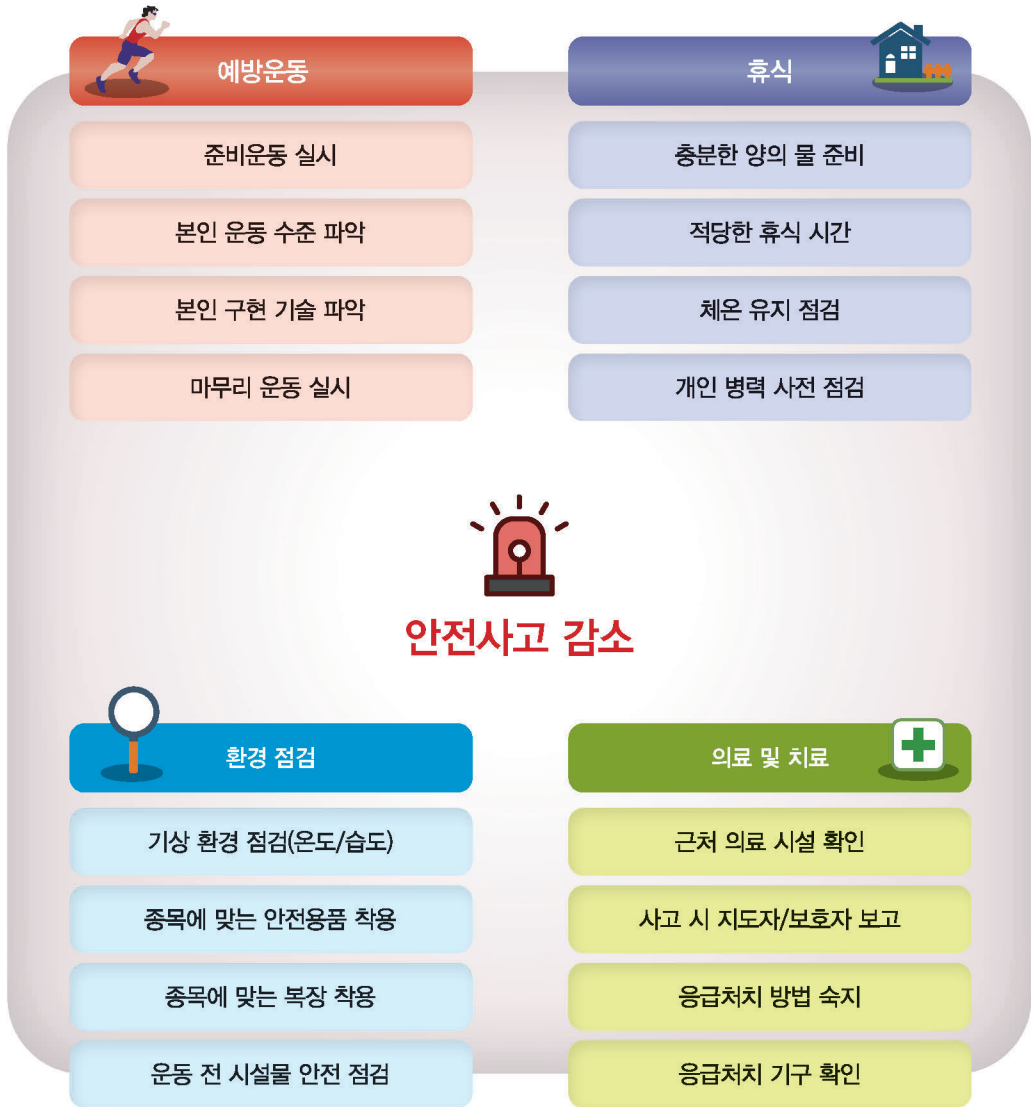 예방운동
준비운동 실시
본인 운동 수준 파악
본인 구현 기술 파악
마무리 운동 실시
휴식
충분한 양의 물 준비
적당한 휴식 시간
체온 유지 점검
개인 병력 사전 점검
안전사고 감소
환경 점검
기상 환경 점검(온도/습도)
종목에 맞는 안전용품 착용
종목에 맞는 복장 착용
운동 전 시설물 안전 점검
의료 및 치료
근처 의료 시설 확인
사고 시 지도자/보호자 보고
응급처치 방법 숙지
응급처치 기구 확인